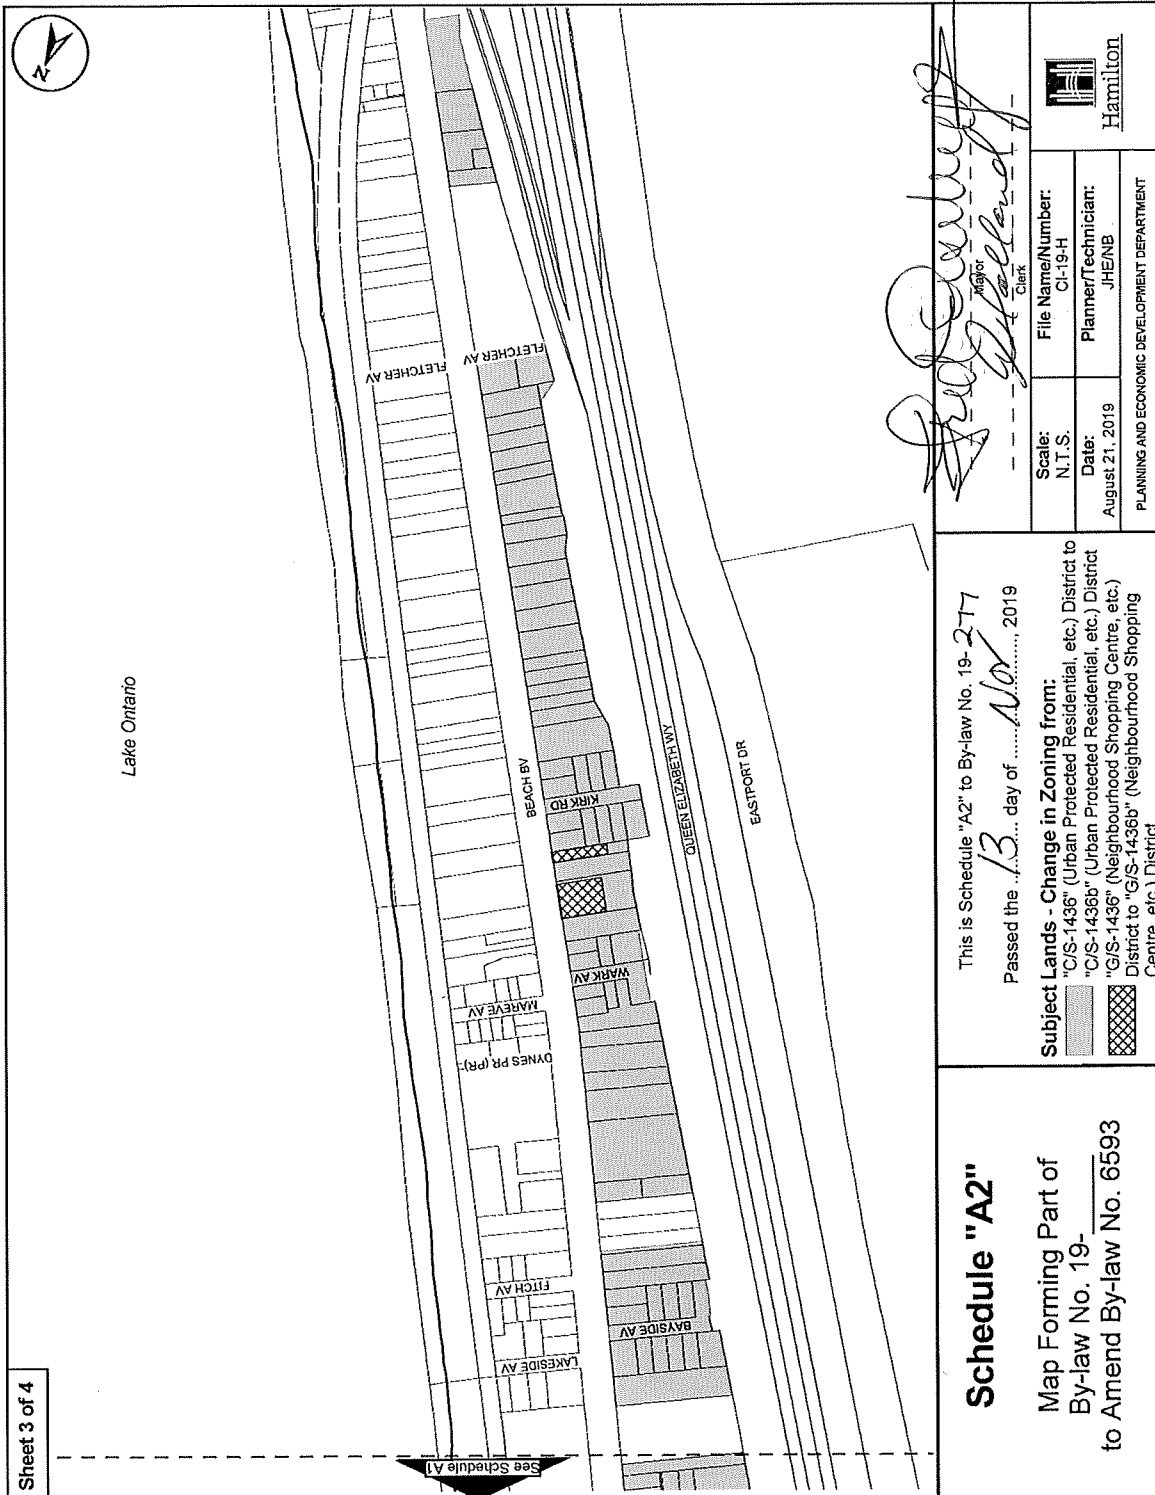 Sheet 3 of 4
N
Lake Ontario
See Schedule A1
LAKESIDE AV
FITCH AV
DYNES PR (PR)
MAREVE AV
FLETCHER AV
FLETCHER AV
BEACH BV
BAYSIDE AV
WARK AV
KIRK RD
QUEEN ELIZABETH WY
EASTPORT DR
Schedule "A2"
Map Forming Part of
By-law No. 19-______
to Amend By-law No. 6593
This is Schedule "A2" to By-law No. 19-277
Passed the ..13.... day of ......Nov..........., 2019
Subject Lands - Change in Zoning from:
"C/S-1436" (Urban Protected Residential, etc.) District to
"C/S-1436b" (Urban Protected Residential, etc.) District
"G/S-1436" (Neighbourhood Shopping Centre, etc.)
District to "G/S-1436b" (Neighbourhood Shopping
Centre, etc.) District
Mayor
Clerk
Scale:
N.T.S.
File Name/Number:
CI-19-H
Date:
August 21, 2019
Planner/Technician:
JHE/NB
PLANNING AND ECONOMIC DEVELOPMENT DEPARTMENT
Hamilton